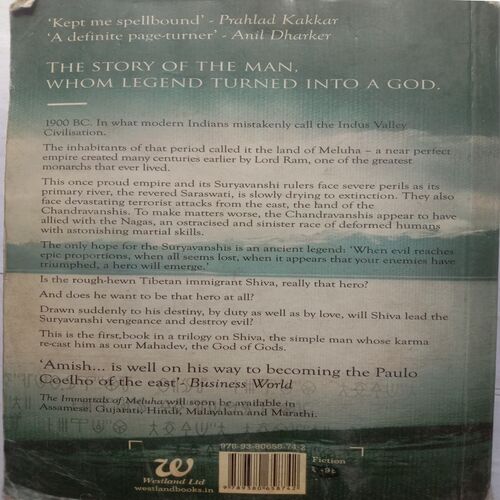 ‘Kept me spellbound’ - Prahlad Kakkar
‘A definite page-turner’ - Anil Dharker
THE STORY OF THE MAN,
WHOM LEGEND TURNED INTO A GOD.
1900 BC. In what modern Indians mistakenly call the Indus Valley
Civilisation.
The inhabitants of that period called it the land of Meluha – a near perfect
empire created many centuries earlier by Lord Ram, one of the greatest
monarchs that ever lived.
This once proud empire and its Suryavanshi rulers face severe perils as its
primary river, the revered Saraswati, is slowly drying to extinction. They also
face devastating terrorist attacks from the east, the land of the
Chandravanshis. To make matters worse, the Chandravanshis appear to have
allied with the Nagas, an ostracised and sinister race of deformed humans
with astonishing martial skills.
The only hope for the Suryavanshis is an ancient legend: ‘When evil reaches
epic proportions, when all seems lost, when it appears that your enemies have
triumphed, a hero will emerge.’
Is the rough-hewn Tibetan immigrant Shiva, really that hero?
And does he want to be that hero at all?
Drawn suddenly to his destiny, by duty as well as by love, will Shiva lead the
Suryavanshi vengeance and destroy evil?
This is the first book in a trilogy on Shiva, the simple man whose karma
re-cast him as our Mahadev, the God of Gods.
‘Amish... is well on his way to becoming the Paulo
Coelho of the east’- Business World
The Immortals of Meluha will soon be available in
Assamese, Gujarati, Hindi, Malayalam and Marathi.
978-93-80658-74-2
Westland Ltd
westlandbooks.in
9 789380 658742
Fiction